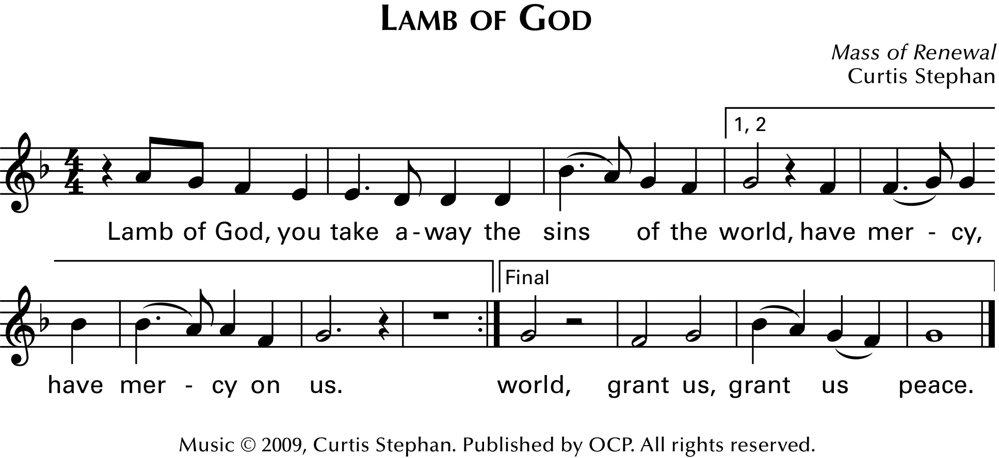 LAMB OF GOD
Mass of Renewal
Curtis Stephan
1, 2
4
4
Lamb of God, you take a - way the sins of the world, have mer - cy,
Final
have mer - cy on us. world, grant us, grant us peace.
Music © 2009, Curtis Stephan. Published by OCP. All rights reserved.